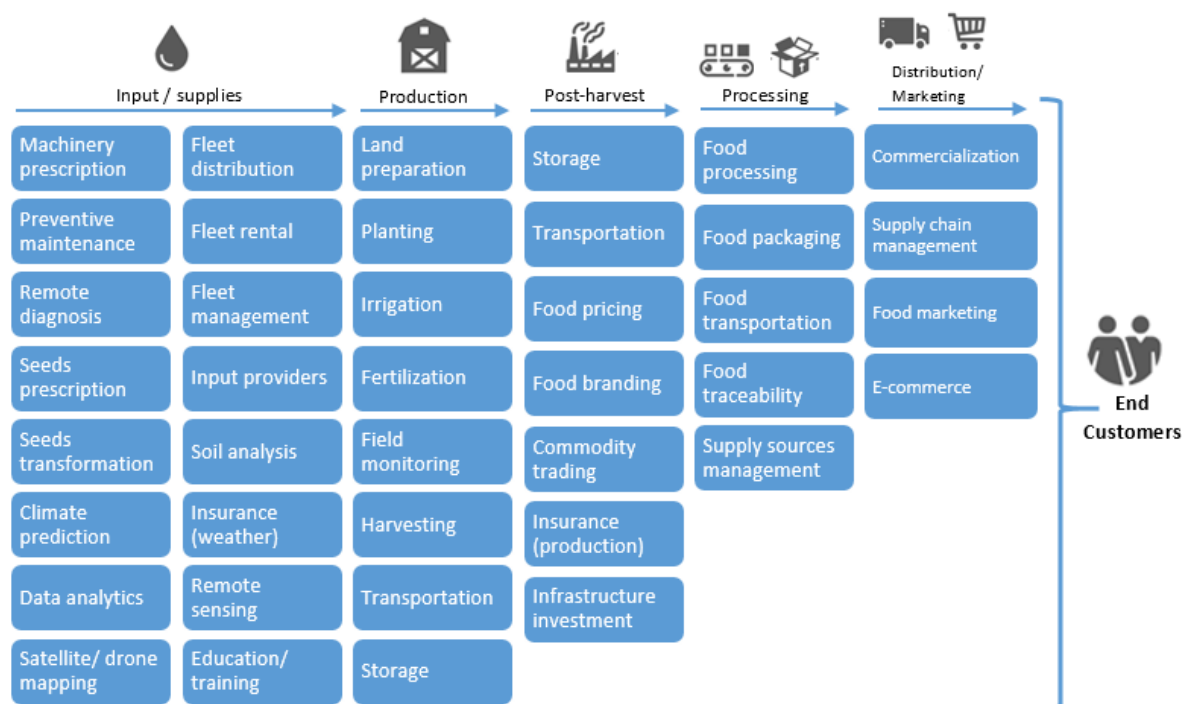 Input / supplies
Production
Post-harvest
Processing
Distribution/
Marketing
Machinery
prescription
Preventive
maintenance
Remote
diagnosis
Seeds
prescription
Seeds
transformation
Climate
prediction
Data analytics
Satellite/ drone
mapping
Fleet
distribution
Fleet rental
Fleet
management
Input providers
Soil analysis
Insurance
(weather)
Remote
sensing
Education/
training
Land
preparation
Planting
Irrigation
Fertilization
Field
monitoring
Harvesting
Transportation
Storage
Storage
Transportation
Food pricing
Food branding
Commodity
trading
Insurance
(production)
Infrastructure
investment
Food
processing
Food packaging
Food
transportation
Food
traceability
Supply sources
management
Commercialization
Supply chain
management
Food marketing
E-commerce
End
Customers